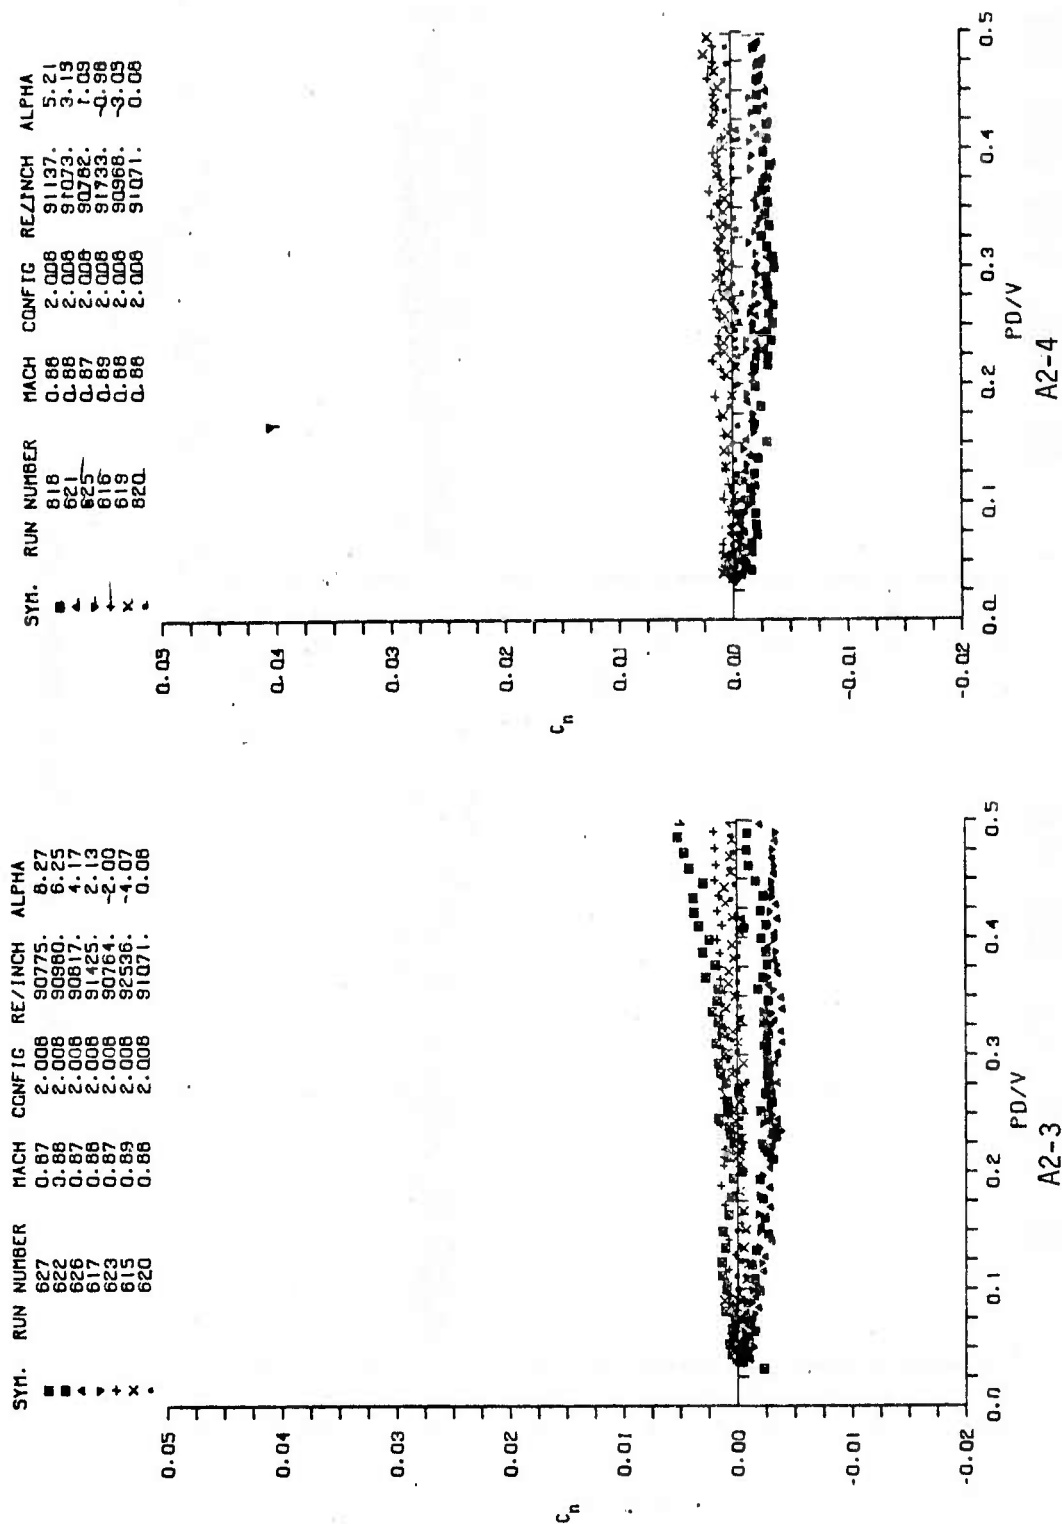 SYM. RUN NUMBER MACH CONFIG RE/INCH ALPHA
627 0.87 2.008 90775. 8.27
622 0.88 2.008 90980. 6.25
626 0.87 2.008 90817. 4.17
617 0.88 2.008 91425. 2.13
623 0.87 2.008 90764. -2.00
615 0.89 2.008 92536. -4.07
620 0.88 2.008 91071. 0.08
0.05
0.04
0.03
0.02
0.01
0.00
-0.01
-0.02
Cn
0.0 0.1 0.2 0.3 0.4 0.5
PD/V
A2-3
SYM. RUN NUMBER MACH CONFIG RE/INCH ALPHA
618 0.88 2.008 91137. 5.21
621 0.88 2.008 91073. 3.13
625 0.87 2.008 90782. 1.09
616 0.89 2.008 91733. -0.98
619 0.88 2.008 90968. -3.03
620 0.88 2.008 91071. 0.08
0.05
0.04
0.03
0.02
0.01
0.00
-0.01
-0.02
Cn
0.0 0.1 0.2 0.3 0.4 0.5
PD/V
A2-4